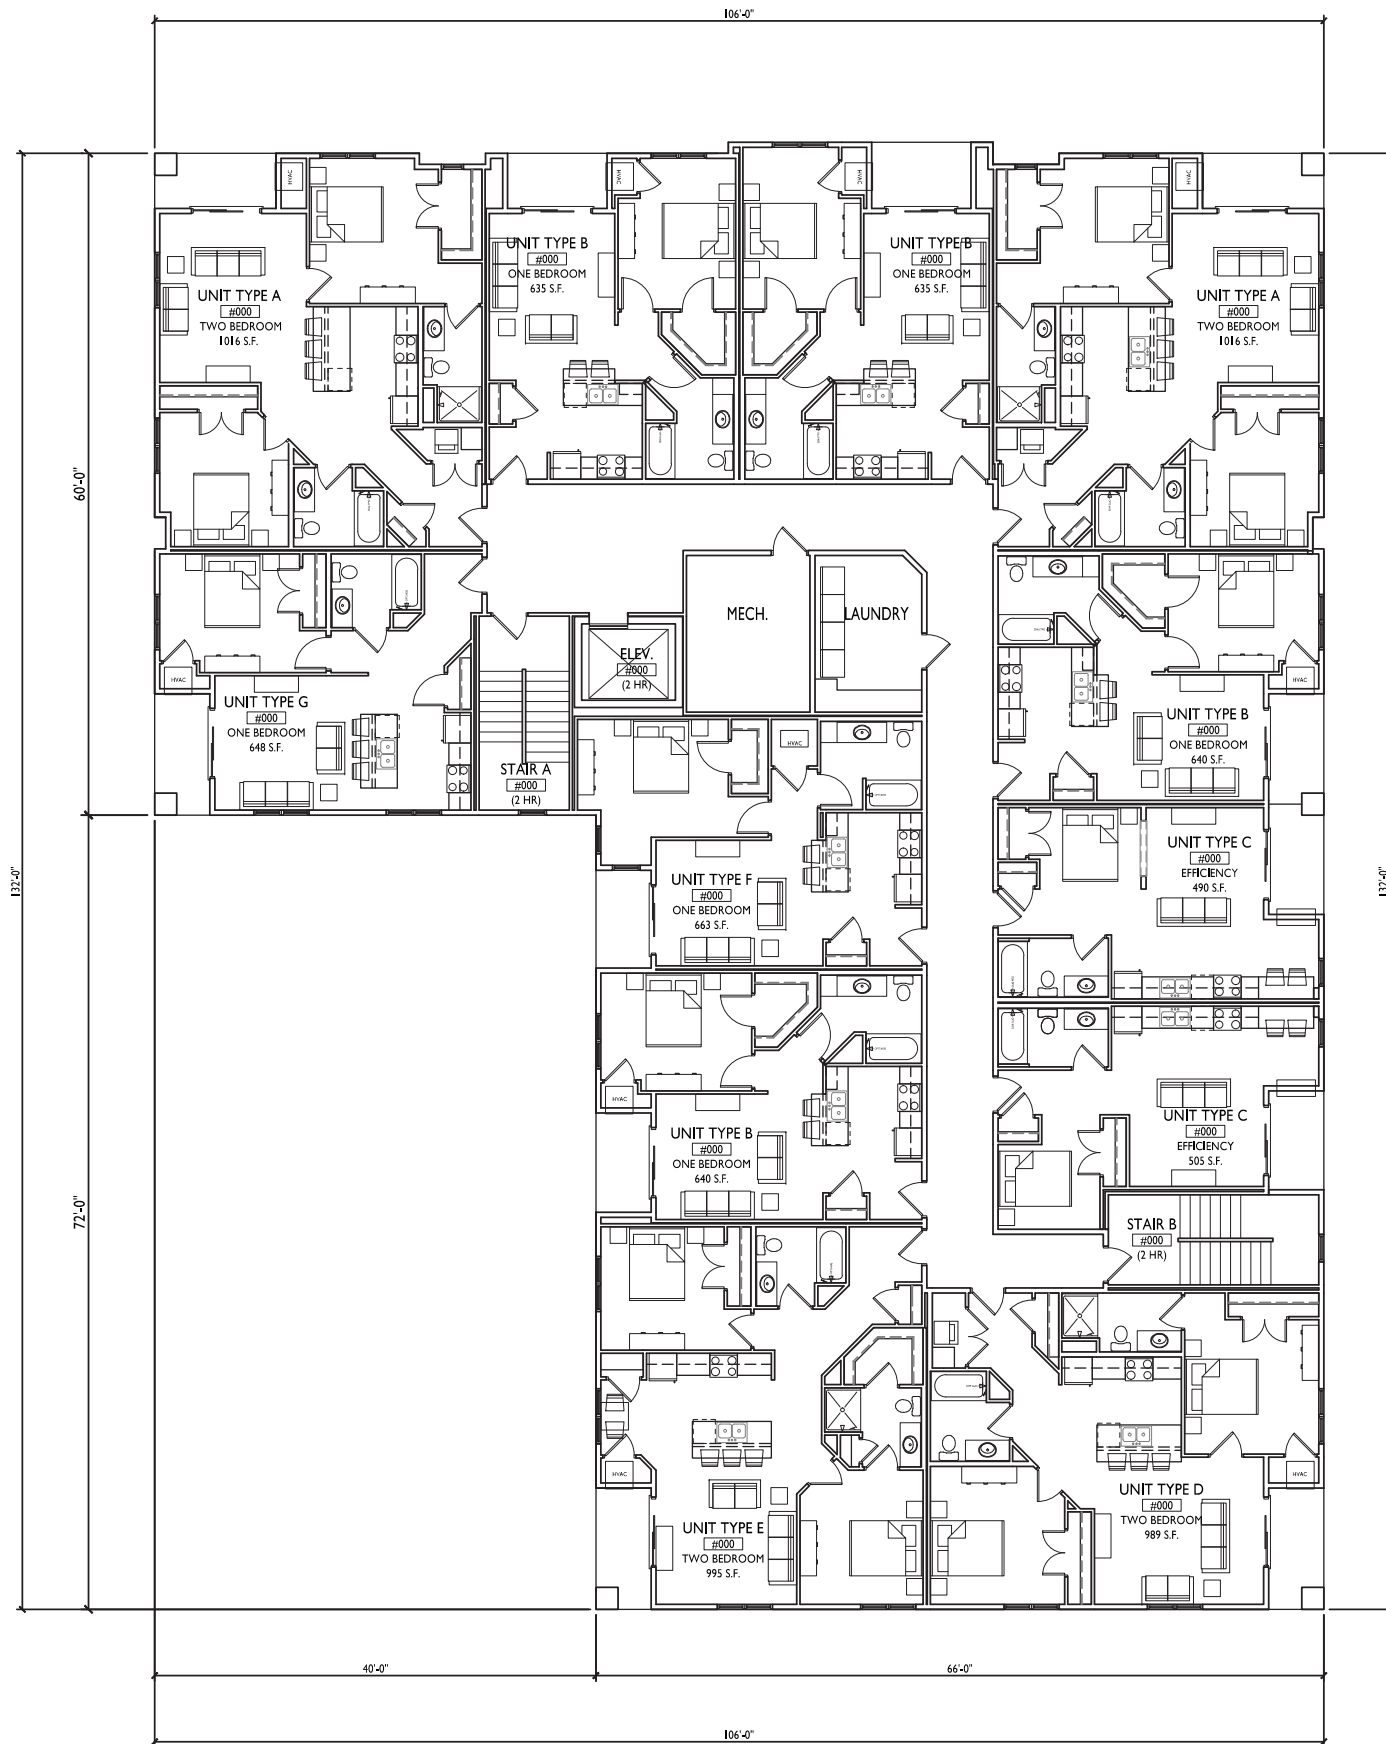 106'-0"
HVAC
HVAC
HVAC
HVAC
UNIT TYPE A
#000
TWO BEDROOM
1016 S.F.
UNIT TYPE B
#000
ONE BEDROOM
635 S.F.
UNIT TYPE B
#000
ONE BEDROOM
635 S.F.
UNIT TYPE A
#000
TWO BEDROOM
1016 S.F.
60'-0"
132'-0"
132'-0"
MECH.
LAUNDRY
ELEV.
#000
(2 HR)
HVAC
HVAC
UNIT TYPE G
#000
ONE BEDROOM
648 S.F.
STAIR A
#000
(2 HR)
HVAC
UNIT TYPE B
#000
ONE BEDROOM
640 S.F.
UNIT TYPE F
#000
ONE BEDROOM
663 S.F.
UNIT TYPE C
#000
EFFICIENCY
490 S.F.
HVAC
UNIT TYPE B
#000
ONE BEDROOM
640 S.F.
UNIT TYPE C
#000
EFFICIENCY
505 S.F.
72'-0"
STAIR B
#000
(2 HR)
HVAC
HVAC
UNIT TYPE E
#000
TWO BEDROOM
995 S.F.
UNIT TYPE D
#000
TWO BEDROOM
989 S.F.
40'-0"
66'-0"
106'-0"